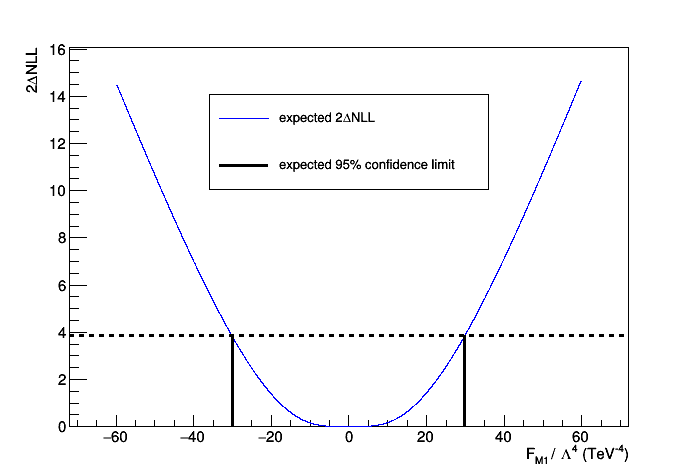 2ΔNLL
16
14
12
10
8
6
4
2
0
expected 2ΔNLL
expected 95% confidence limit
−60 −40 −20 0 20 40 60
F_M1 / Λ^4 (TeV^-4)